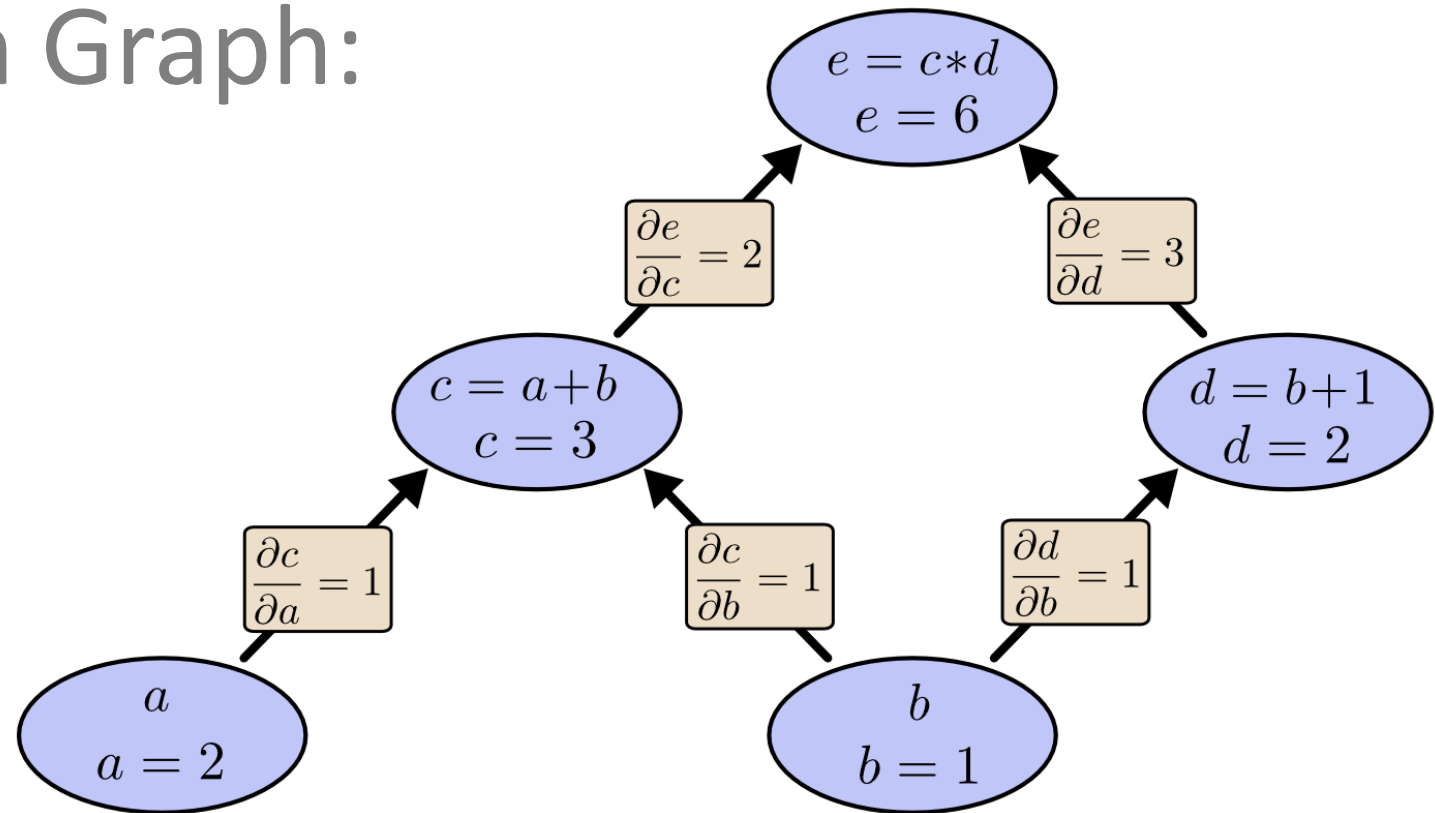 n Graph:
e = c*d
e = 6
∂e/∂c = 2
∂e/∂d = 3
c = a+b
c = 3
d = b+1
d = 2
∂c/∂a = 1
∂c/∂b = 1
∂d/∂b = 1
a
a = 2
b
b = 1